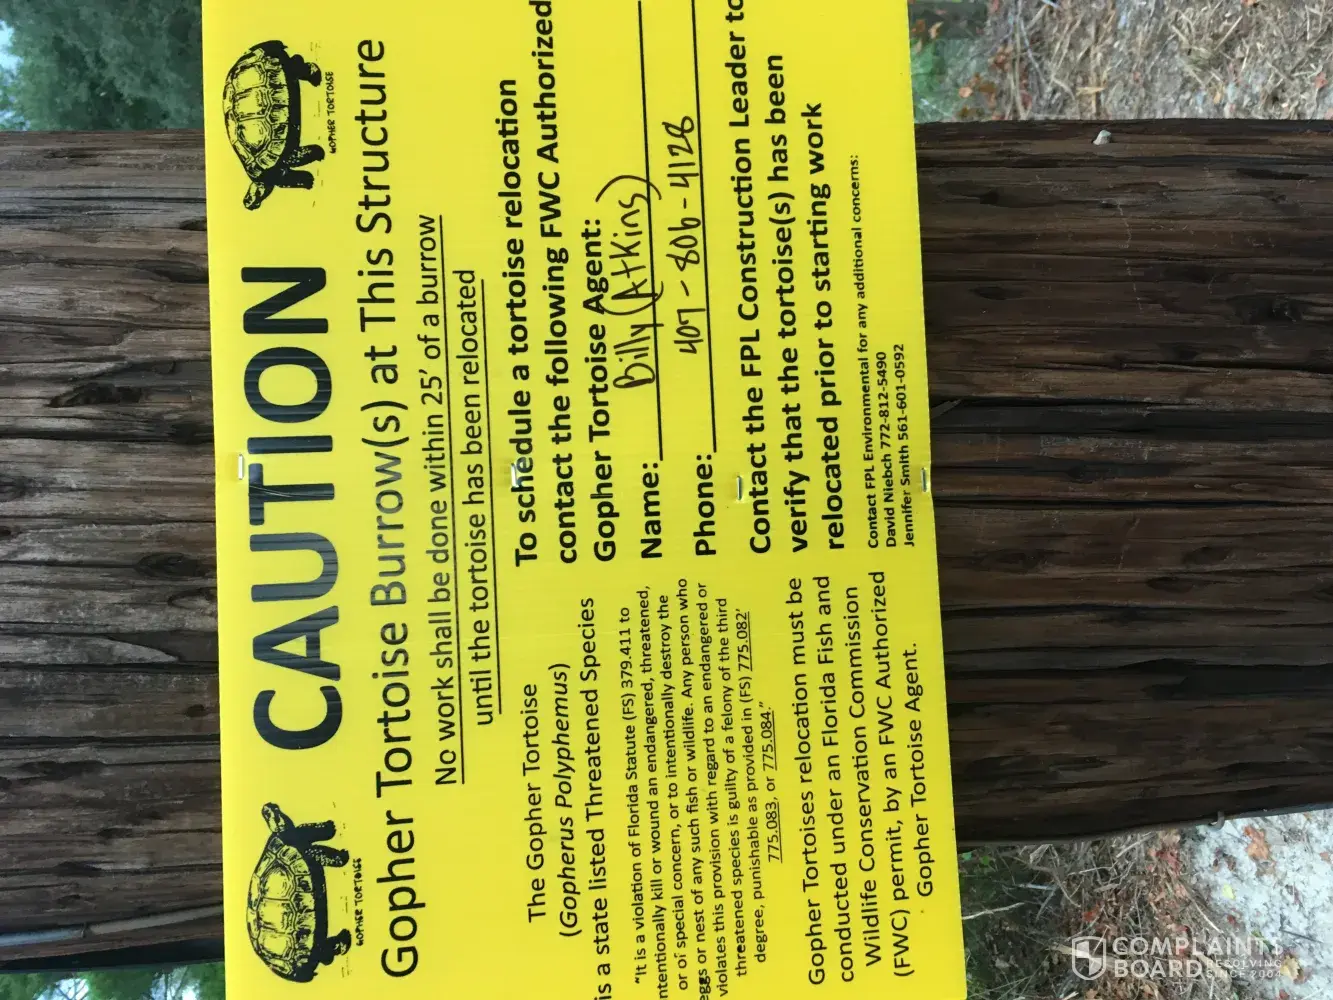 CAUTION
GOPHER TORTOISE
GOPHER TORTOISE
Gopher Tortoise Burrow(s) at This Structure
No work shall be done within 25' of a burrow
until the tortoise has been relocated
The Gopher Tortoise
(Gopherus Polyphemus)
is a state listed Threatened Species
"It is a violation of Florida Statute (FS) 379.411 to
intentionally kill or wound an endangered, threatened,
or of special concern, or to intentionally destroy the
eggs or nest of any such fish or wildlife. Any person who
violates this provision with regard to an endangered or
threatened species is guilty of a felony of the third
degree, punishable as provided in (FS) 775.082'
775.083, or 775.084."
Gopher Tortoises relocation must be
conducted under an Florida Fish and
Wildlife Conservation Commission
(FWC) permit, by an FWC Authorized
Gopher Tortoise Agent.
To schedule a tortoise relocation
contact the following FWC Authorized
Gopher Tortoise Agent:
Name: Billy (Atkins)
Phone: 407-806-4128
Contact the FPL Construction Leader to
verify that the tortoise(s) has been
relocated prior to starting work
Contact FPL Environmental for any additional concerns:
David Niebch 772-812-5490
Jennifer Smith 561-601-0592
COMPLAINTS
BOARD RESOLVING
SINCE 2004